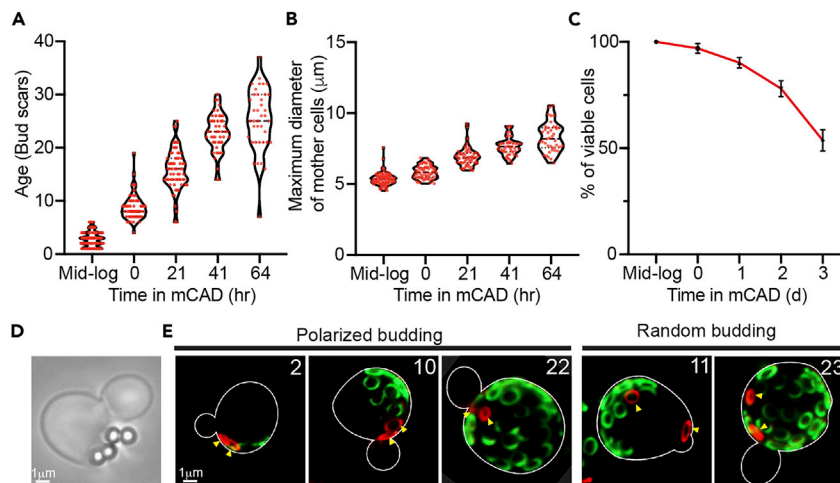 A
Age (Bud scars)
40
30
20
10
0
Mid-log 0 21 41 64
Time in mCAD (hr)
B
Maximum diameter
of mother cells (μm)
15
10
5
0
Mid-log 0 21 41 64
Time in mCAD (hr)
C
% of viable cells
100
50
0
Mid-log 0 1 2 3
Time in mCAD (d)
D
1μm
E
Polarized budding
Random budding
2
10
22
11
23
1μm